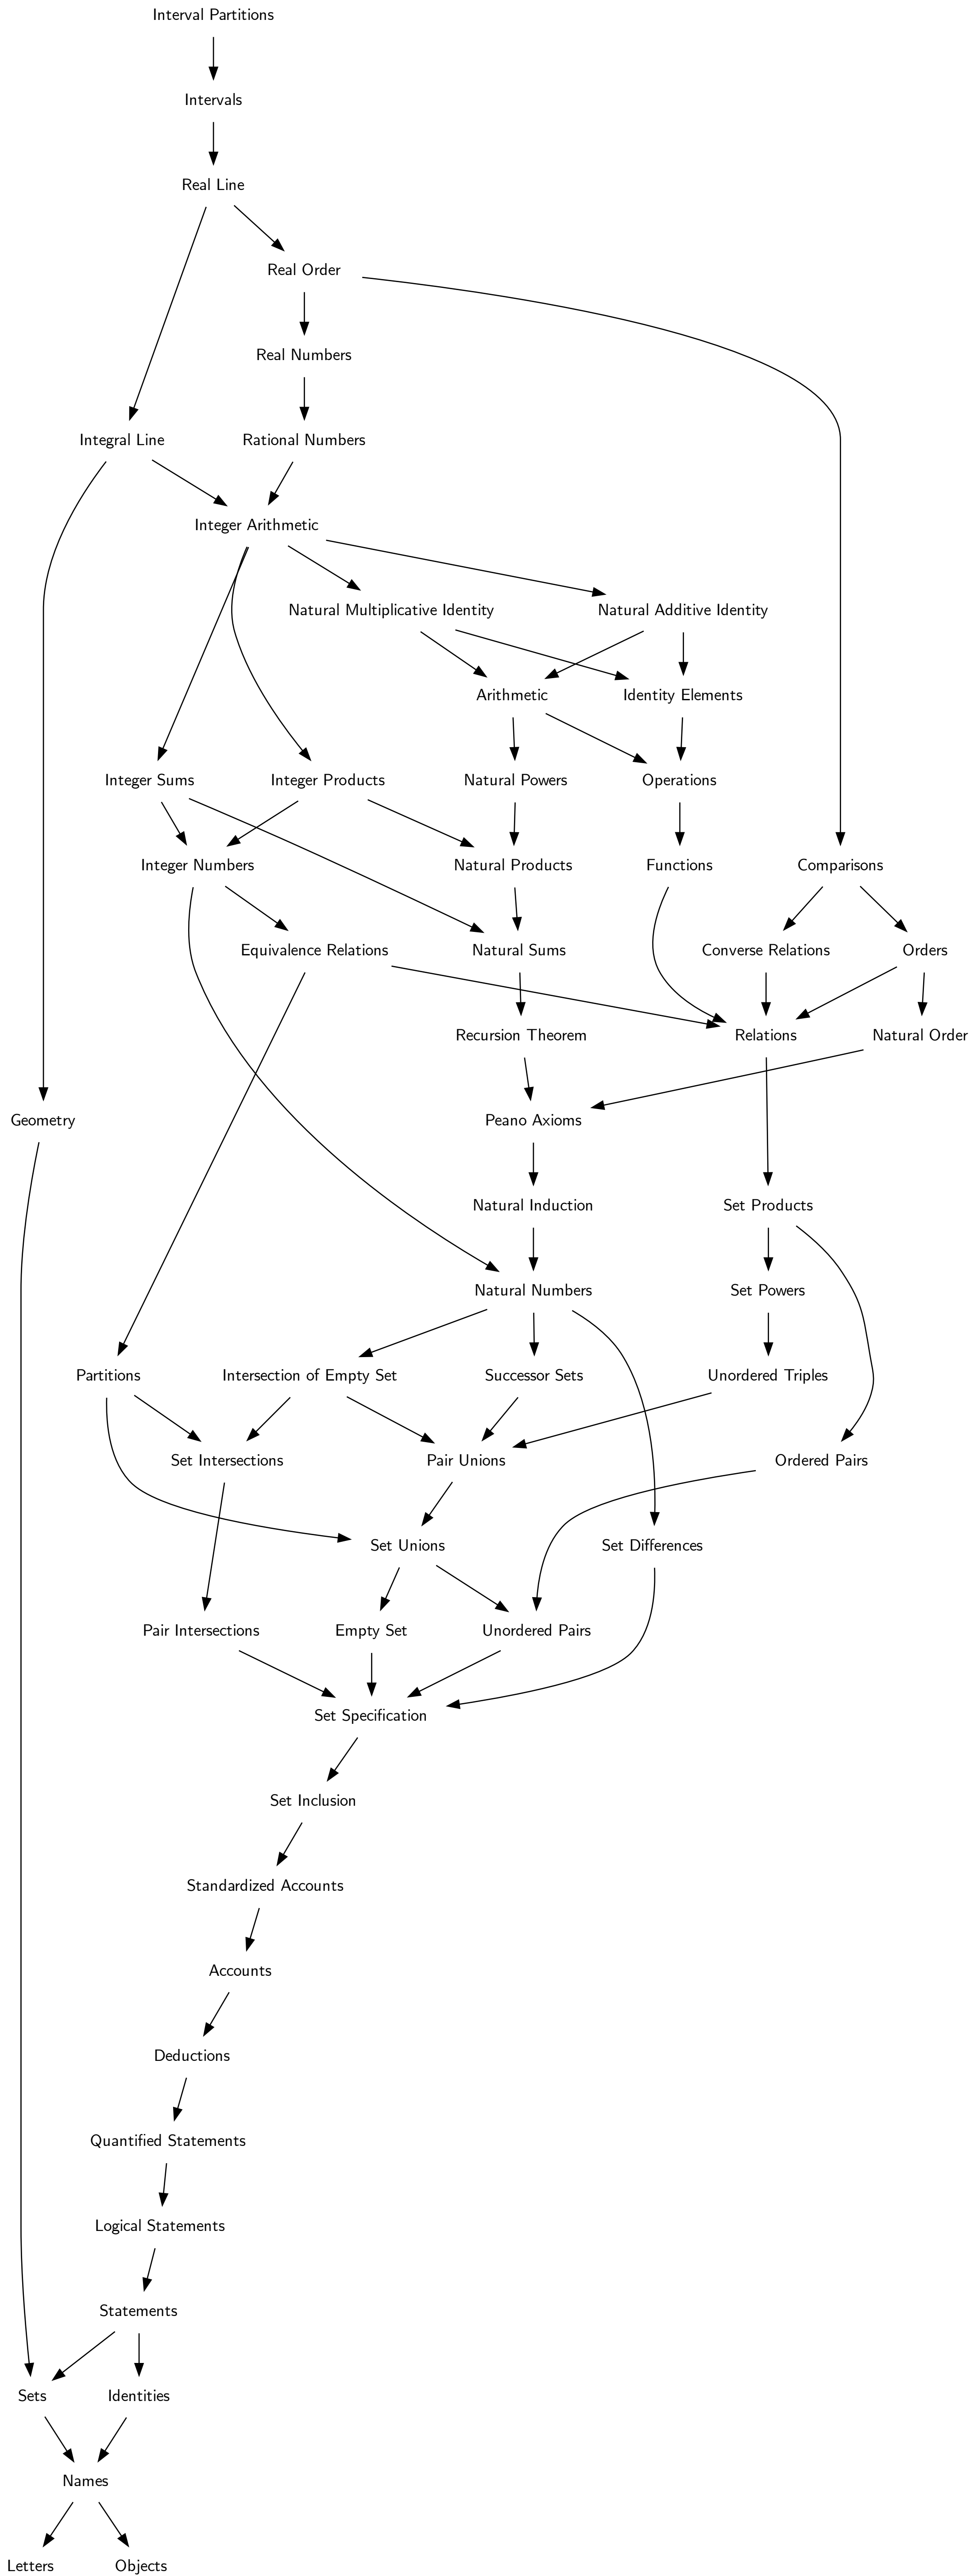 Interval Partitions
Intervals
Real Line
Real Order
Real Numbers
Integral Line
Rational Numbers
Integer Arithmetic
Natural Multiplicative Identity
Natural Additive Identity
Arithmetic
Identity Elements
Integer Sums
Integer Products
Natural Powers
Operations
Integer Numbers
Natural Products
Functions
Comparisons
Equivalence Relations
Natural Sums
Converse Relations
Orders
Recursion Theorem
Relations
Natural Order
Geometry
Peano Axioms
Natural Induction
Set Products
Natural Numbers
Set Powers
Partitions
Intersection of Empty Set
Successor Sets
Unordered Triples
Set Intersections
Pair Unions
Ordered Pairs
Set Unions
Set Differences
Pair Intersections
Empty Set
Unordered Pairs
Set Specification
Set Inclusion
Standardized Accounts
Accounts
Deductions
Quantified Statements
Logical Statements
Statements
Sets
Identities
Names
Letters
Objects